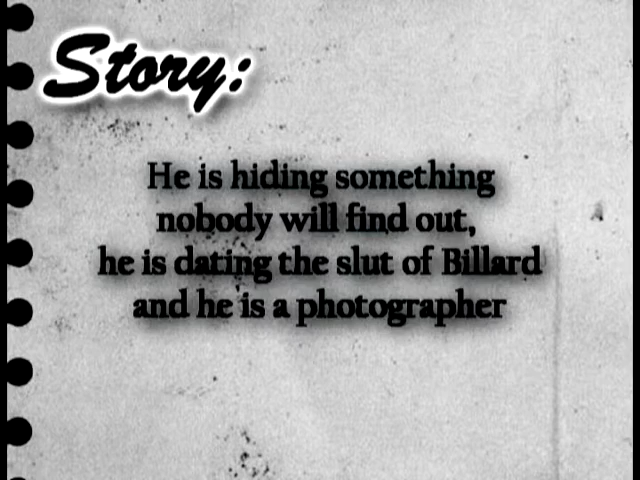 Story:
He is hiding something
nobody will find out,
he is dating the slut of Billard
and he is a photographer